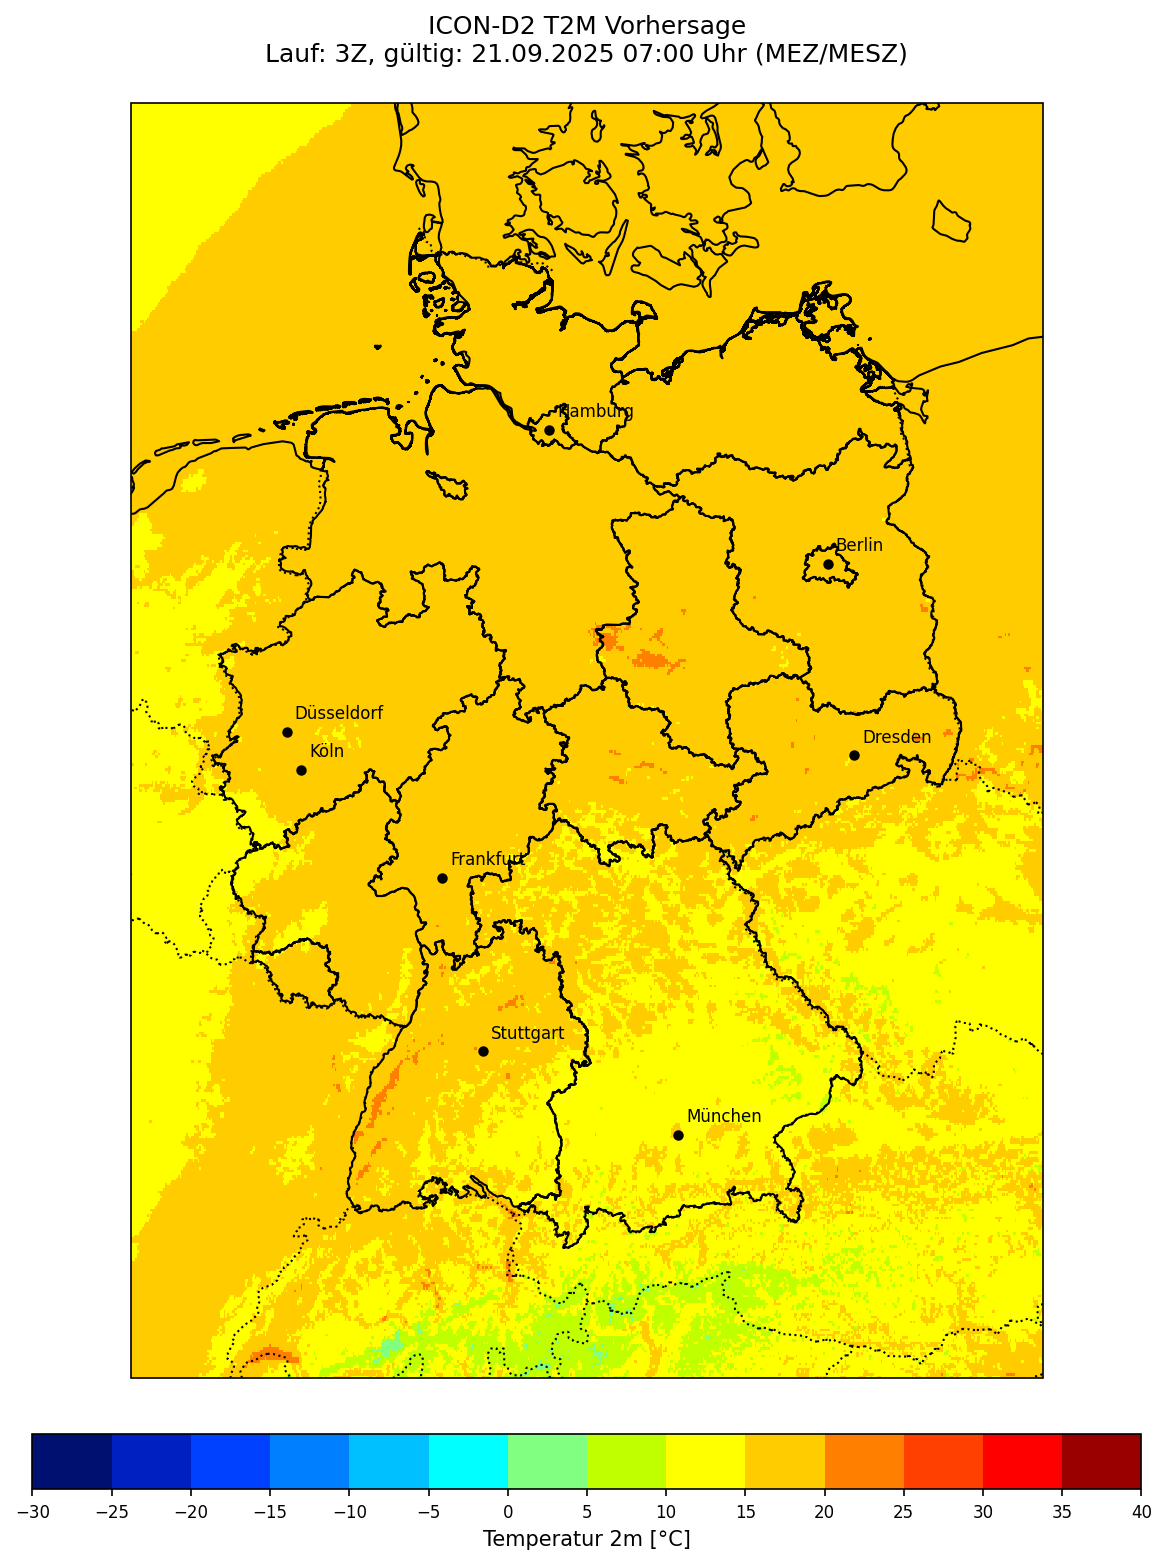 ICON-D2 T2M Vorhersage
Lauf: 3Z, gültig: 21.09.2025 07:00 Uhr (MEZ/MESZ)
Hamburg
Berlin
Düsseldorf
Dresden
Köln
Frankfurt
Stuttgart
München
−30 −25 −20 −15 −10 −5 0 5 10 15 20 25 30 35 40
Temperatur 2m [°C]